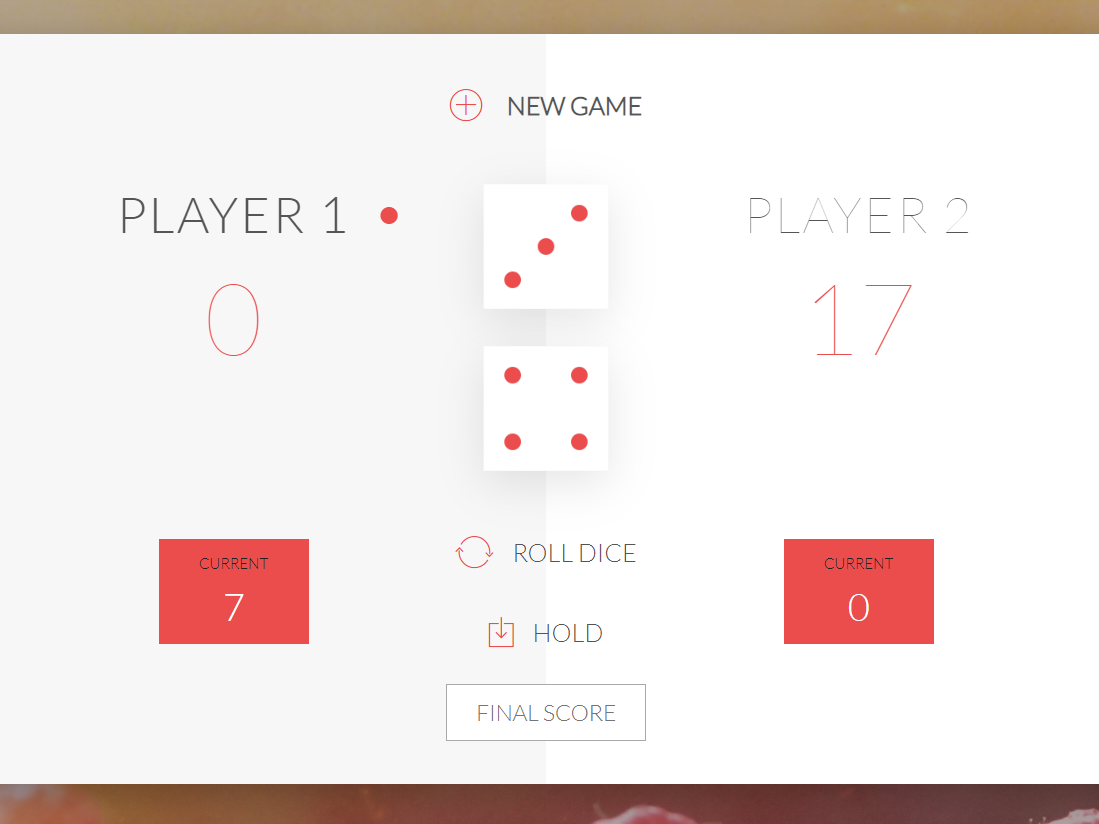 NEW GAME
PLAYER 1
0
PLAYER 2
17
CURRENT
7
ROLL DICE
HOLD
FINAL SCORE
CURRENT
0